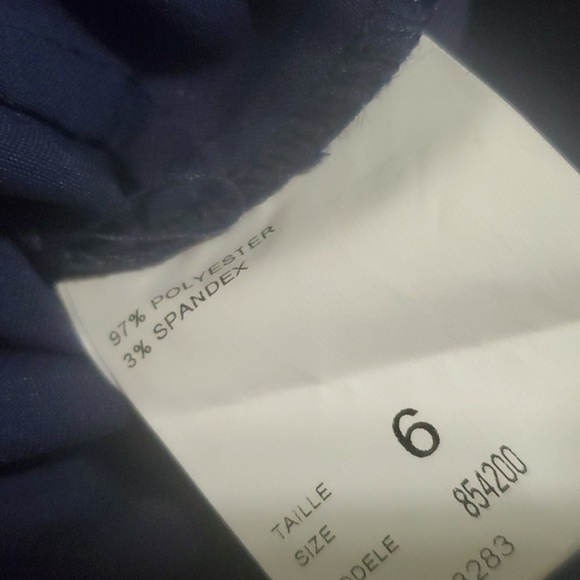 97% POLYESTER
3% SPANDEX
TAILLE
SIZE 6
854200